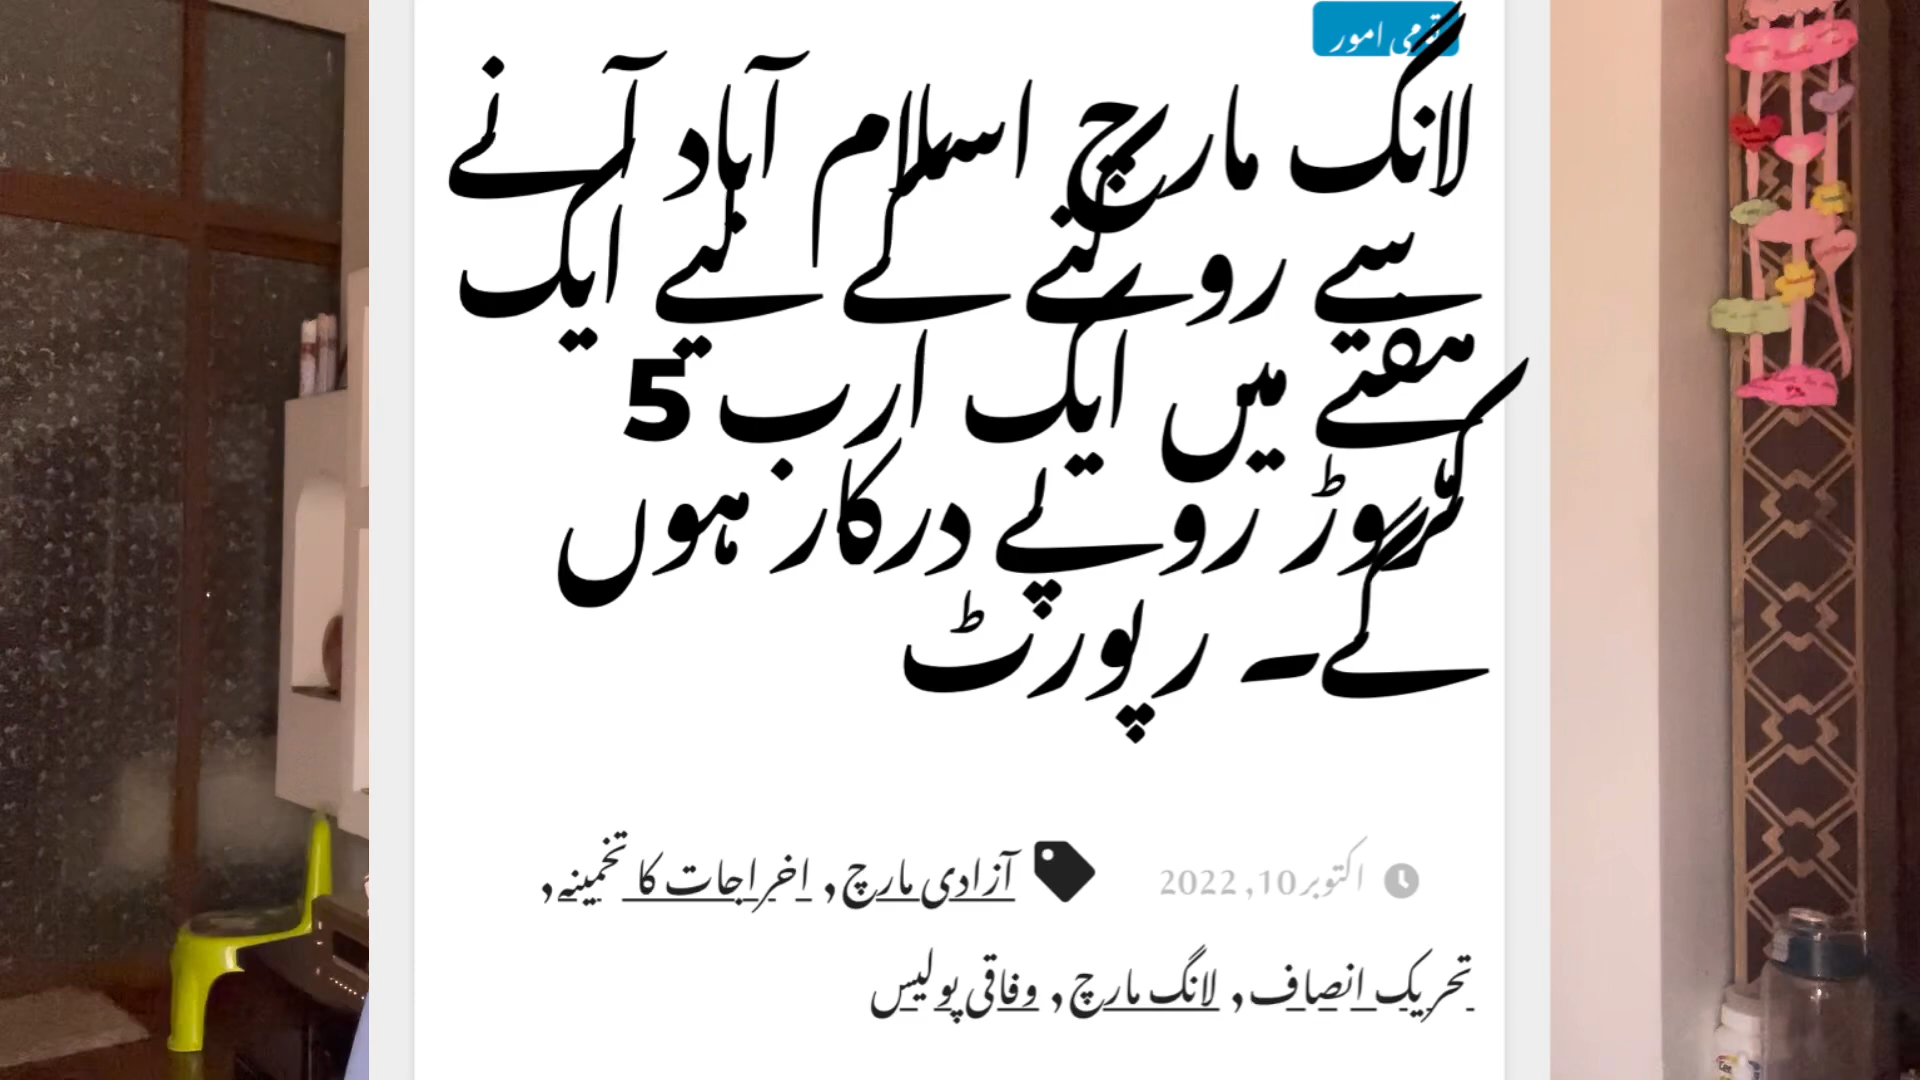 قومی امور
لانگ مارچ اسلام آباد آنے
سے روکنے کے لیے ایک
ہفتے میں ایک ارب 5
کروڑ روپے درکار ہوں
گے۔ رپورٹ
اکتوبر 10, 2022 آزادی مارچ, اخراجات کا تخمینہ,
تحریک انصاف, لانگ مارچ, وفاقی پولیس